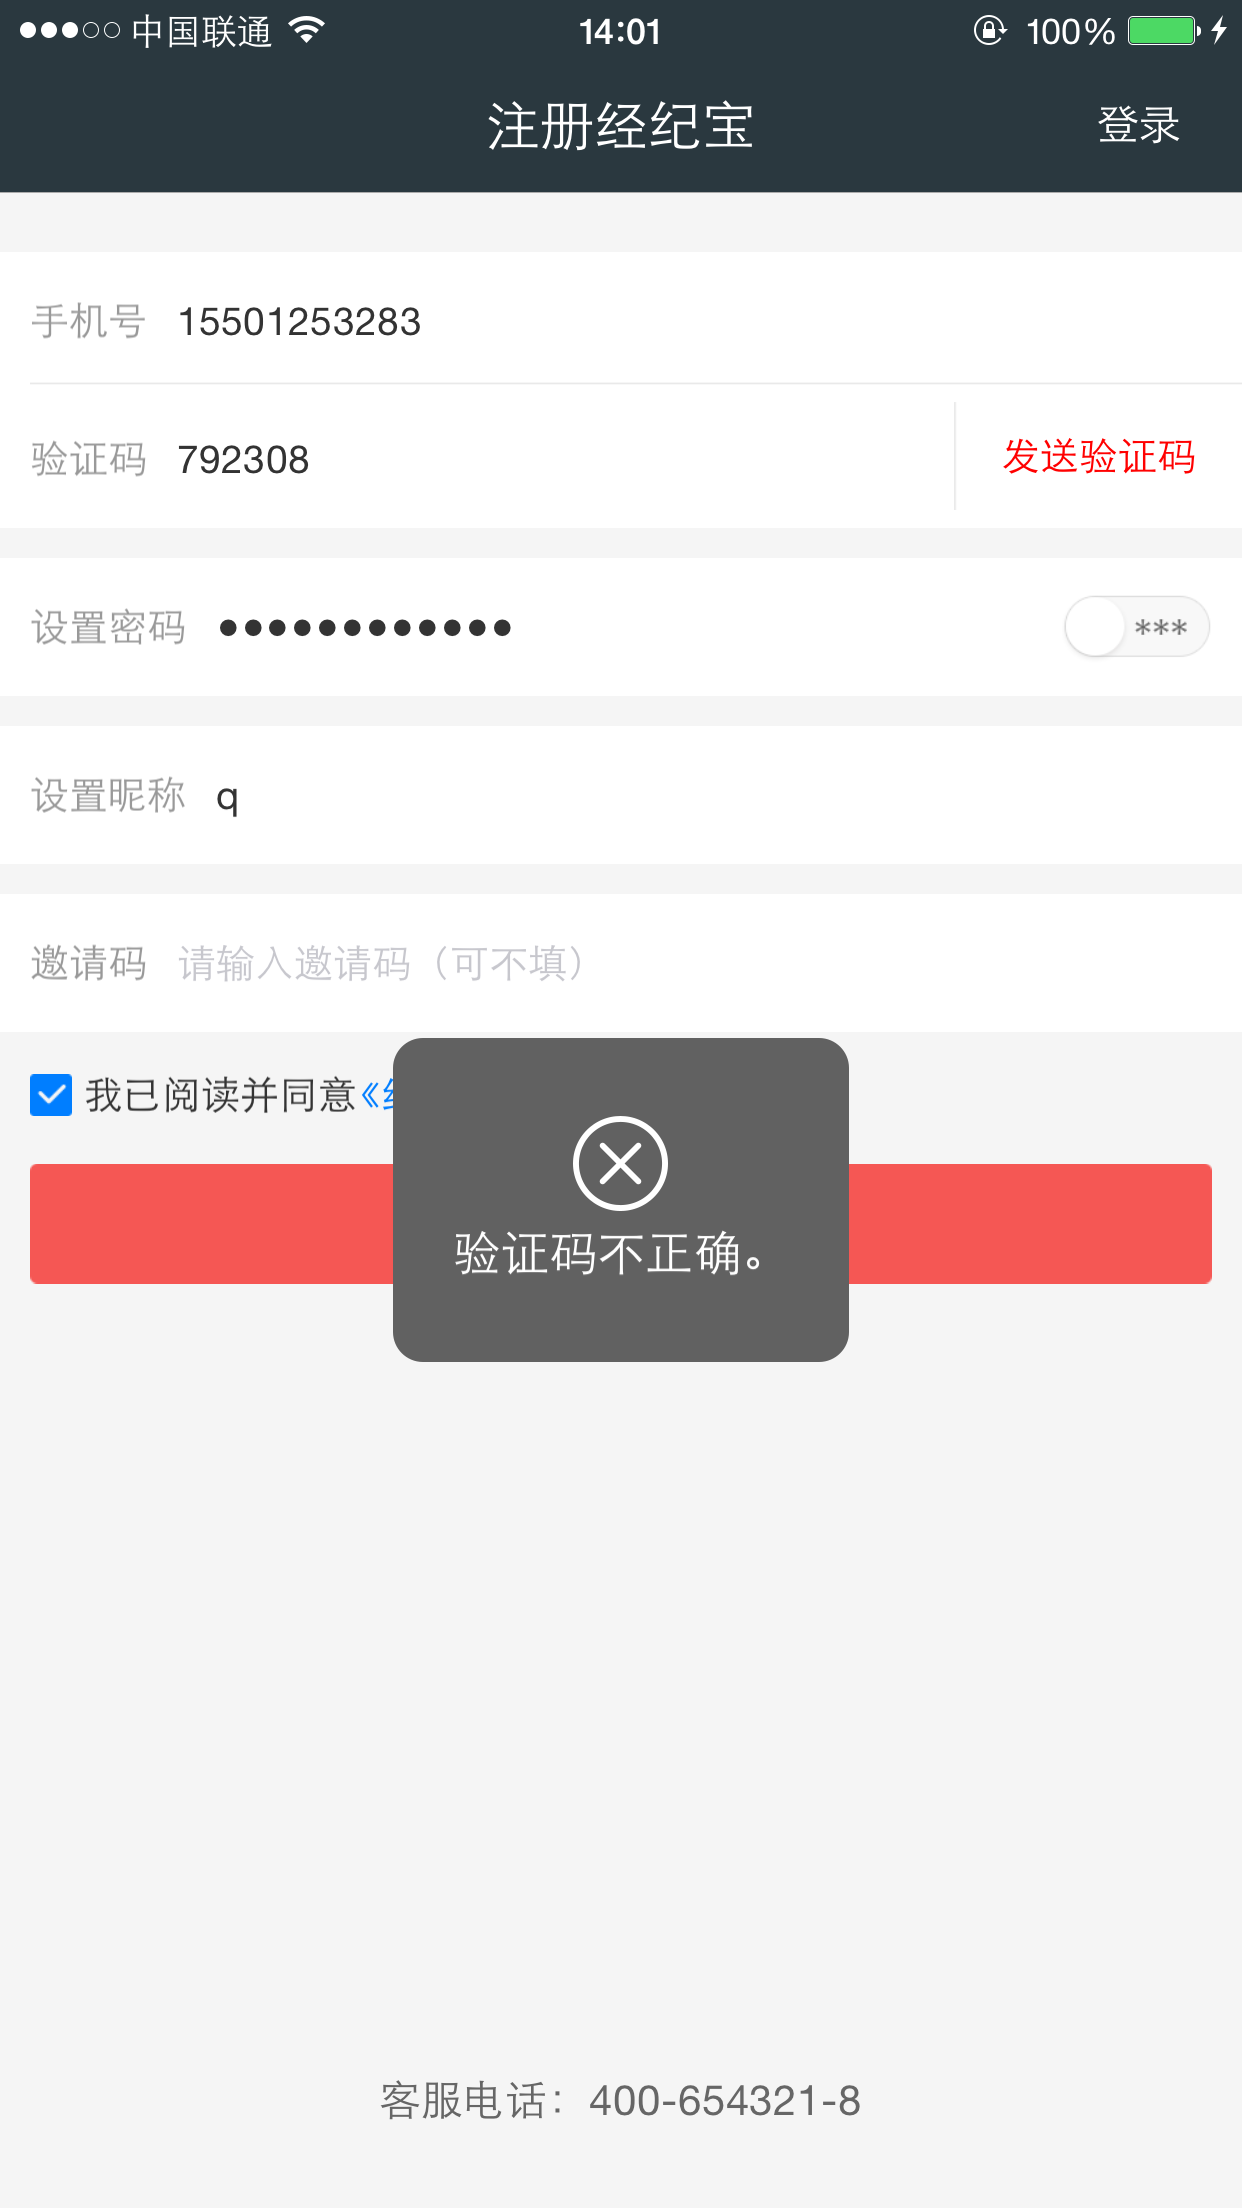 中国联通 14:01 100%
注册经纪宝 登录
手机号 15501253283
验证码 792308 发送验证码
设置密码 ●●●●●●●●●●●● ***
设置昵称 q
邀请码 请输入邀请码（可不填）
我已阅读并同意《
验证码不正确。
客服电话：400-654321-8